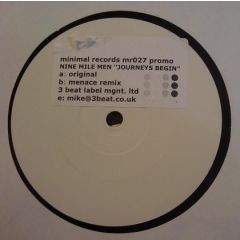 minimal records mr027 promo
NINE MILE MEN "JOURNEYS BEGIN"
a: original
b: menace remix
3 beat label mgnt. ltd
e: mike@3beat.co.uk